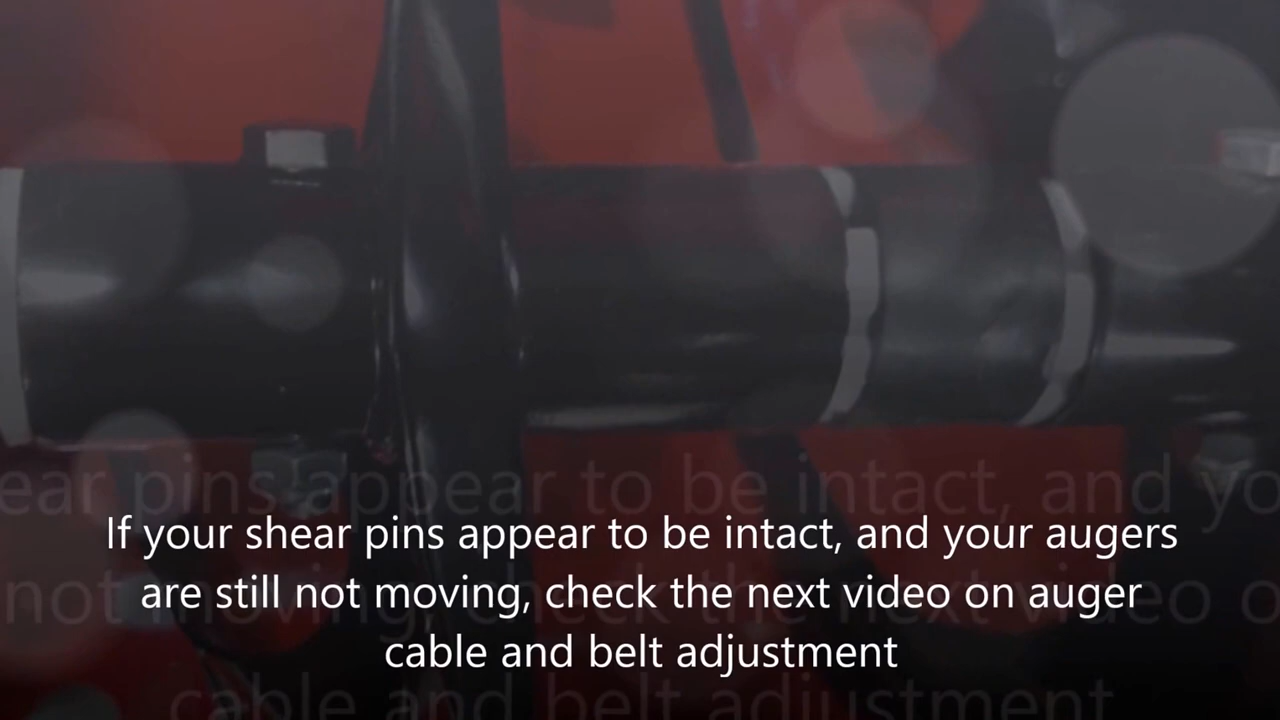 If your shear pins appear to be intact, and your augers
are still not moving, check the next video on auger
cable and belt adjustment